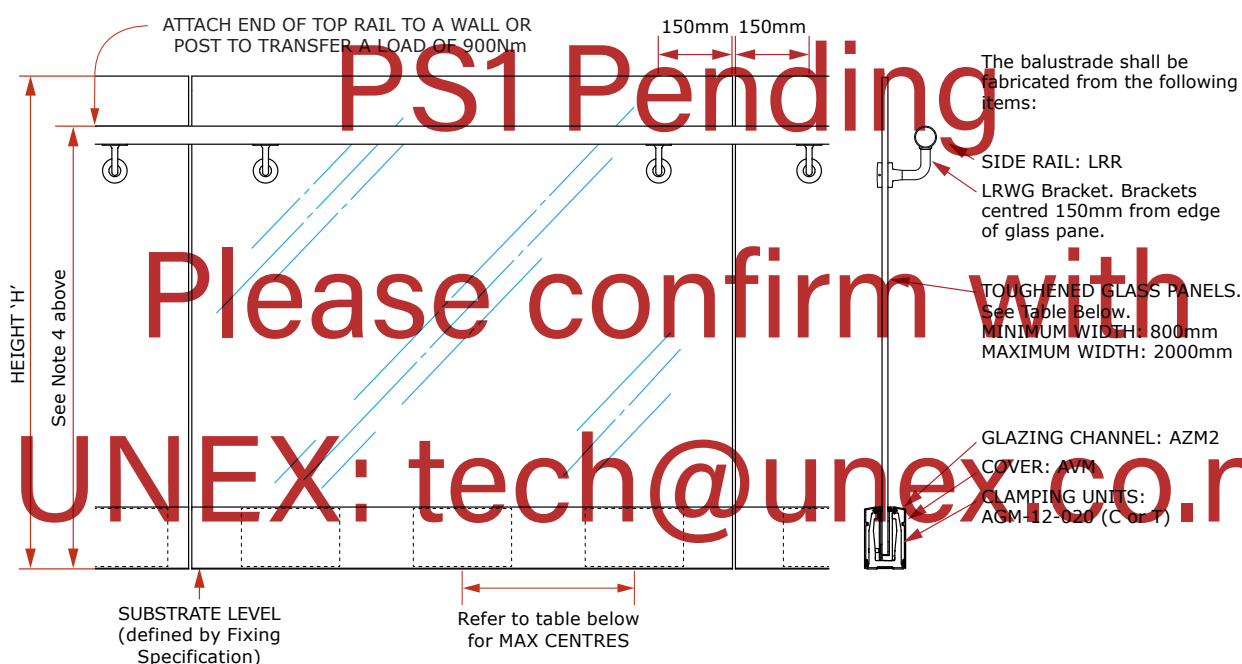 ATTACH END OF TOP RAIL TO A WALL OR
POST TO TRANSFER A LOAD OF 900Nm
150mm
150mm
PS1 Pending
Please confirm with
UNEX: tech@unex.co.n
The balustrade shall be
fabricated from the following
items:
SIDE RAIL: LRR
LRWG Bracket. Brackets
centred 150mm from edge
of glass pane.
TOUGHENED GLASS PANELS.
See Table Below.
MINIMUM WIDTH: 800mm
MAXIMUM WIDTH: 2000mm
GLAZING CHANNEL: AZM2
COVER: AVM
CLAMPING UNITS:
AGM-12-020 (C or T)
HEIGHT 'H'
See Note 4 above
SUBSTRATE LEVEL
(defined by Fixing
Specification)
Refer to table below
for MAX CENTRES